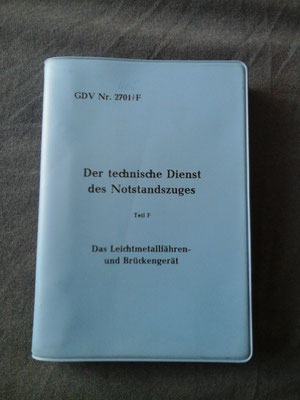 GDV Nr. 2701/F
Der technische Dienst
des Notstandszuges
Teil F
Das Leichtmetallfähren-
und Brückengerät